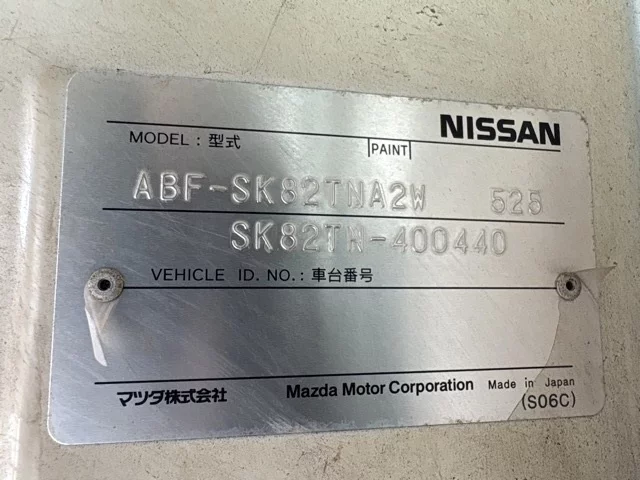 NISSAN
MODEL : 型式 PAINT
ABF-SK82TNA2W 525
SK82TN-400440
VEHICLE ID. NO. : 車台番号
マツダ株式会社 Mazda Motor Corporation Made in Japan
(S06C)